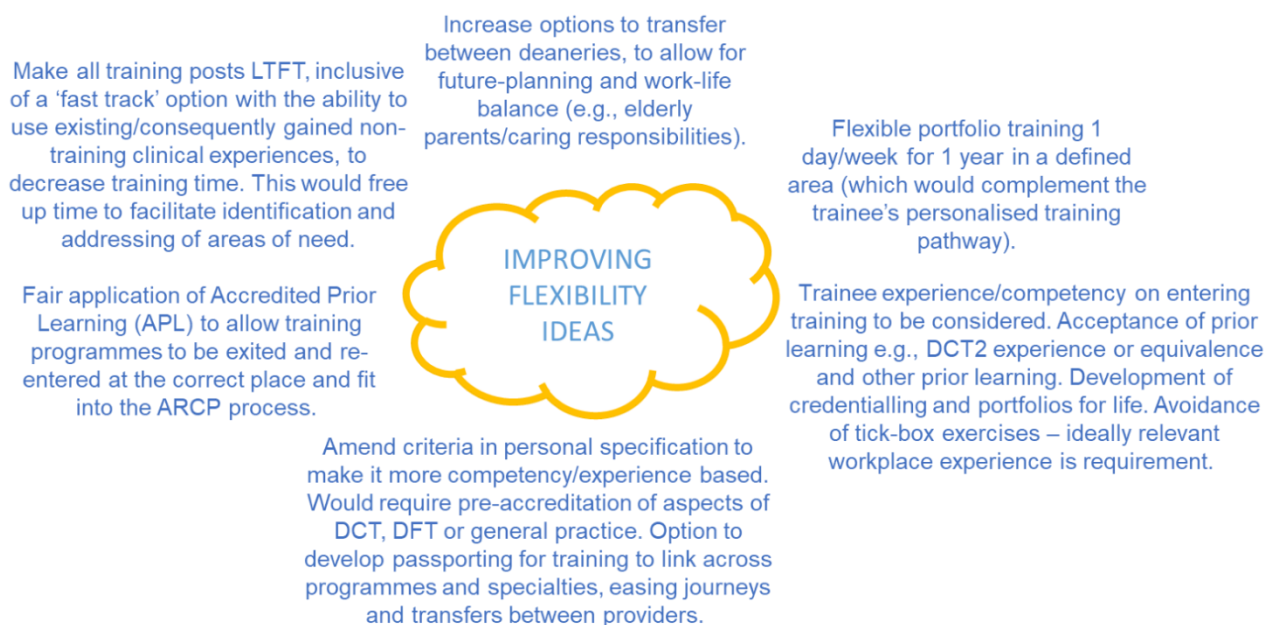 Increase options to transfer
between deaneries, to allow for
future-planning and work-life
balance (e.g., elderly
parents/caring responsibilities).
Make all training posts LTFT, inclusive
of a ‘fast track’ option with the ability to
use existing/consequently gained non-
training clinical experiences, to
decrease training time. This would free
up time to facilitate identification and
addressing of areas of need.
Flexible portfolio training 1
day/week for 1 year in a defined
area (which would complement the
trainee’s personalised training
pathway).
IMPROVING
FLEXIBILITY
IDEAS
Fair application of Accredited Prior
Learning (APL) to allow training
programmes to be exited and re-
entered at the correct place and fit
into the ARCP process.
Trainee experience/competency on entering
training to be considered. Acceptance of prior
learning e.g., DCT2 experience or equivalence
and other prior learning. Development of
credentialling and portfolios for life. Avoidance
of tick-box exercises – ideally relevant
workplace experience is requirement.
Amend criteria in personal specification to
make it more competency/experience based.
Would require pre-accreditation of aspects of
DCT, DFT or general practice. Option to
develop passporting for training to link across
programmes and specialties, easing journeys
and transfers between providers.